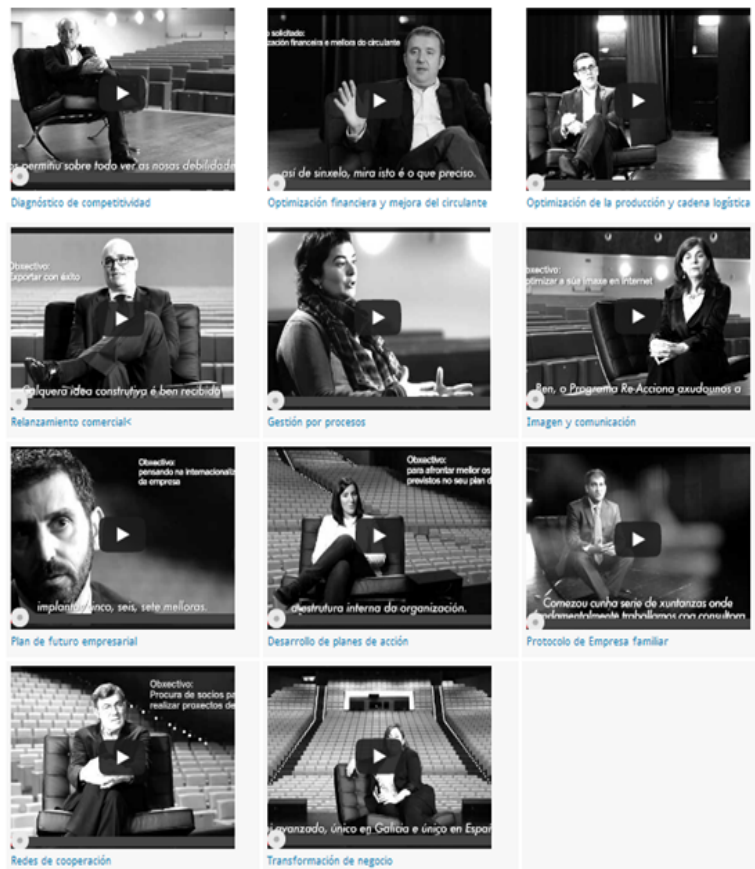 os permitiu sobre todo ver as nosas debilidade
o solicitado:
zación financeira e mellora do circulante
así de sinxelo, mira isto é o que preciso.
Diagnóstico de competitividad
Optimización financiera y mejora del circulante
Optimización de la producción y cadena logística
Obxectivo:
Exportar con éxito
Calquera idea construtiva é ben recibida
oxectivo:
optimizar a súa imaxe en internet
Ben, o Programa Re-Acciona axudounos a
Relanzamiento comercial<
Gestión por procesos
Imagen y comunicación
Obxectivo:
pensando na internacionaliz
da empresa
implantar cinco, seis, sete melloras.
Obxectivo:
para afrontar mellor os
previstos no seu plan d
a estrutura interna da organización.
Comezou cunha serie de xuntanzas onde
fundamentalmente traballamos coa consultora
Plan de futuro empresarial
Desarrollo de planes de acción
Protocolo de Empresa familiar
Obxectivo:
Procura de socios pa
realizar proxectos de
avanzado, único en Galicia e único en Espa
Redes de cooperación
Transformación de negocio